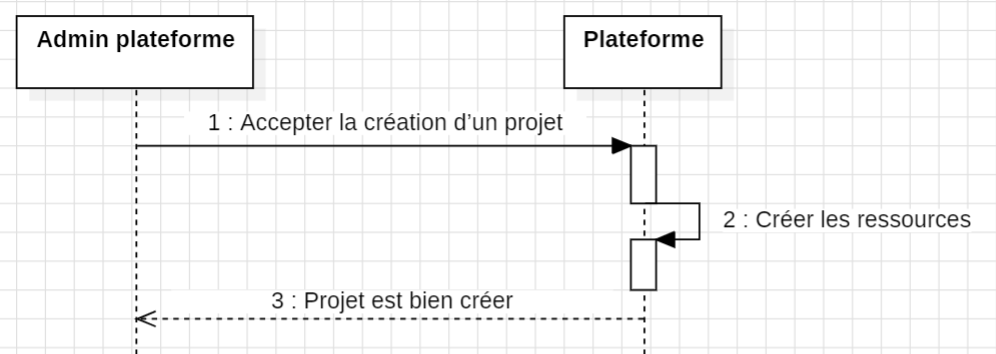 Admin plateforme
Plateforme
1 : Accepter la création d’un projet
2 : Créer les ressources
3 : Projet est bien créer